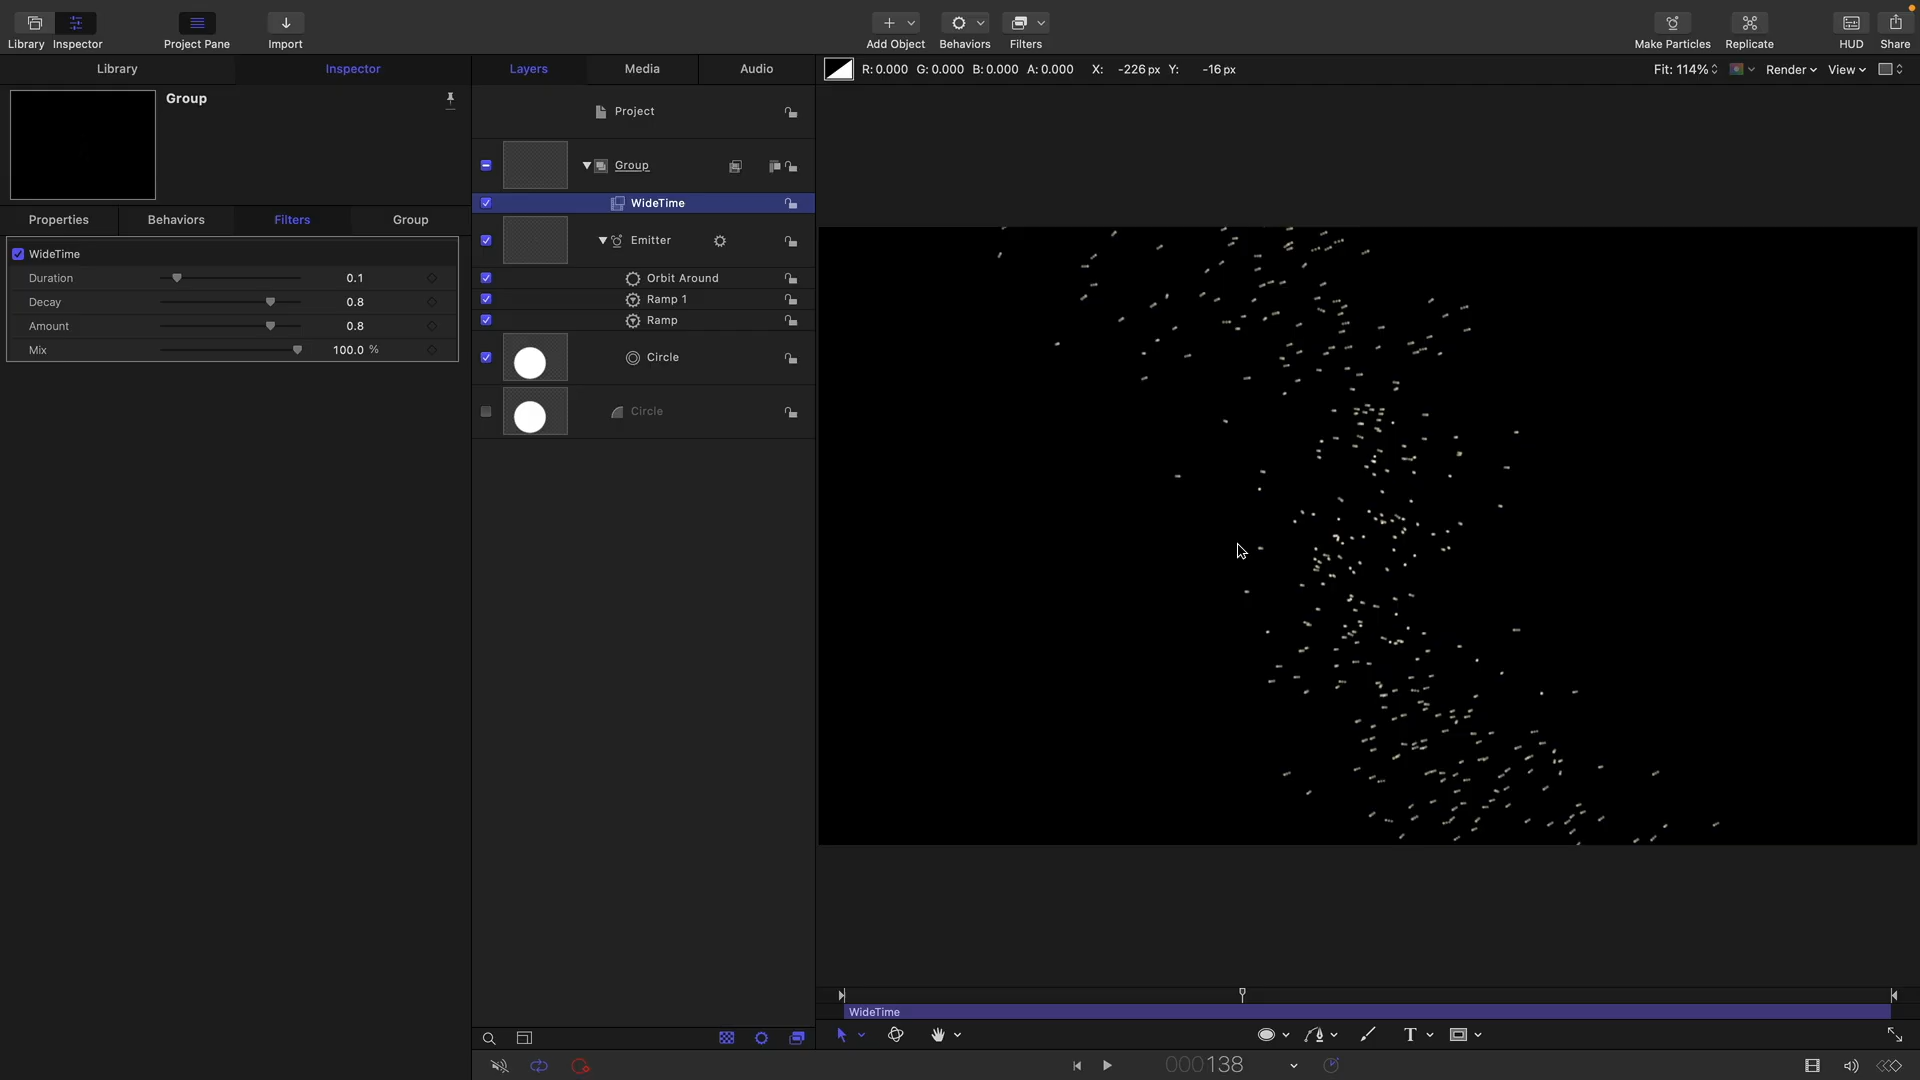 Library
Inspector
Project Pane
Import
Add Object
Behaviors
Filters
Make Particles
Replicate
HUD
Share
Library
Inspector
Layers
Media
Audio
R: 0.000 G: 0.000 B: 0.000 A: 0.000 X: -226 px Y: -16 px
Fit: 114%
Render
View
Group
Project
Group
WideTime
Emitter
Orbit Around
Ramp 1
Ramp
Circle
Circle
Properties
Behaviors
Filters
Group
WideTime
Duration 0.1
Decay 0.8
Amount 0.8
Mix 100.0 %
WideTime
T
000138